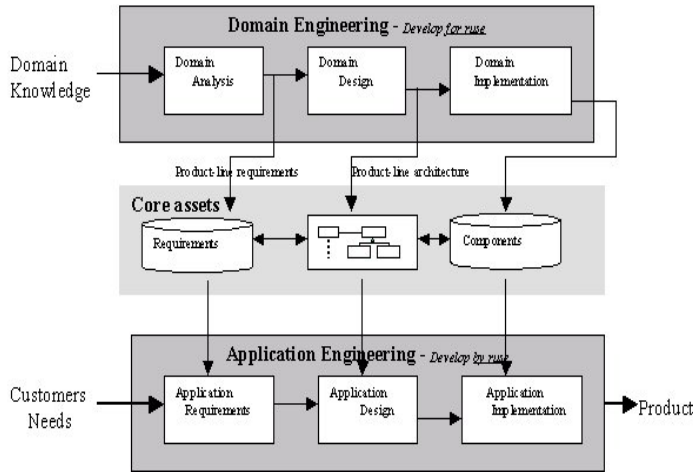 Domain Engineering - Develop for ruse
Domain
Knowledge
Domain
Analysis
Domain
Design
Domain
Implementation
Product-line requirements
Product-line architecture
Core assets
Requirements
Components
Application Engineering - Develop by ruse
Customers
Needs
Application
Requirements
Application
Design
Application
Implementation
Product